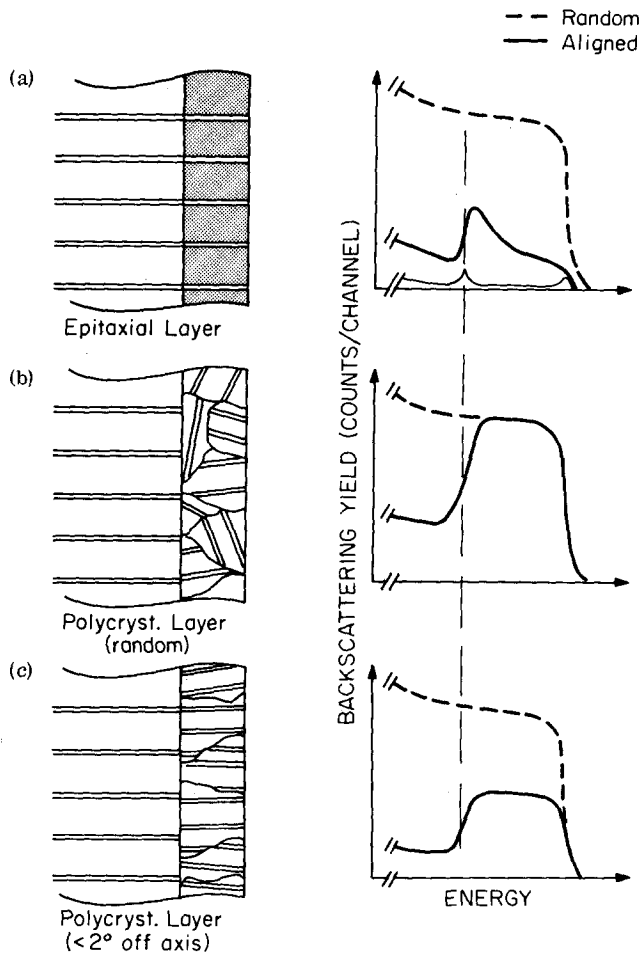 Random
Aligned
(a)
Epitaxial Layer
(b)
Polycryst. Layer
(random)
(c)
Polycryst. Layer
(<2° off axis)
BACKSCATTERING YIELD (COUNTS/CHANNEL)
ENERGY